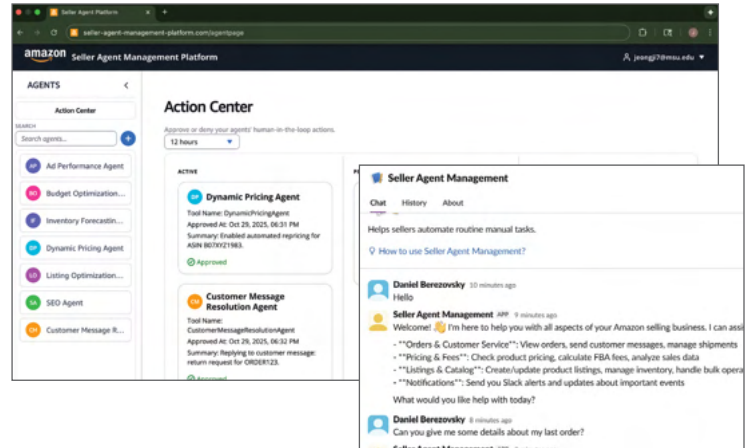 Seller Agent Platform
seller-agent-management-platform.com/agentpage
amazon Seller Agent Management Platform
jeongji7@msu.edu
AGENTS
Action Center
SEARCH
Search agents...
AP Ad Performance Agent
BO Budget Optimization...
IF Inventory Forecastin...
DP Dynamic Pricing Agent
LO Listing Optimization...
SA SEO Agent
CM Customer Message R...
Action Center
Approve or deny your agents' human-in-the-loop actions.
12 hours
ACTIVE
DP Dynamic Pricing Agent
Tool Name: DynamicPricingAgent
Approved At: Oct 29, 2025, 06:31 PM
Summary: Enabled automated repricing for
ASIN B07XYZ1983.
Approved
CM Customer Message
Resolution Agent
Tool Name:
CustomerMessageResolutionAgent
Approved At: Oct 29, 2025, 06:32 PM
Summary: Replying to customer message:
return request for ORDER123.
Approved
Seller Agent Management
Chat History About
Helps sellers automate routine manual tasks.
How to use Seller Agent Management?
Daniel Berezovsky 10 minutes ago
Hello
Seller Agent Management APP 9 minutes ago
Welcome! 👋 I'm here to help you with all aspects of your Amazon selling business. I can assi
- **Orders & Customer Service**: View orders, send customer messages, manage shipments
- **Pricing & Fees**: Check product pricing, calculate FBA fees, analyze sales data
- **Listings & Catalog**: Create/update product listings, manage inventory, handle bulk opera
- **Notifications**: Send you Slack alerts and updates about important events
What would you like help with today?
Daniel Berezovsky 8 minutes ago
Can you give me some details about my last order?
Seller Agent Management APP